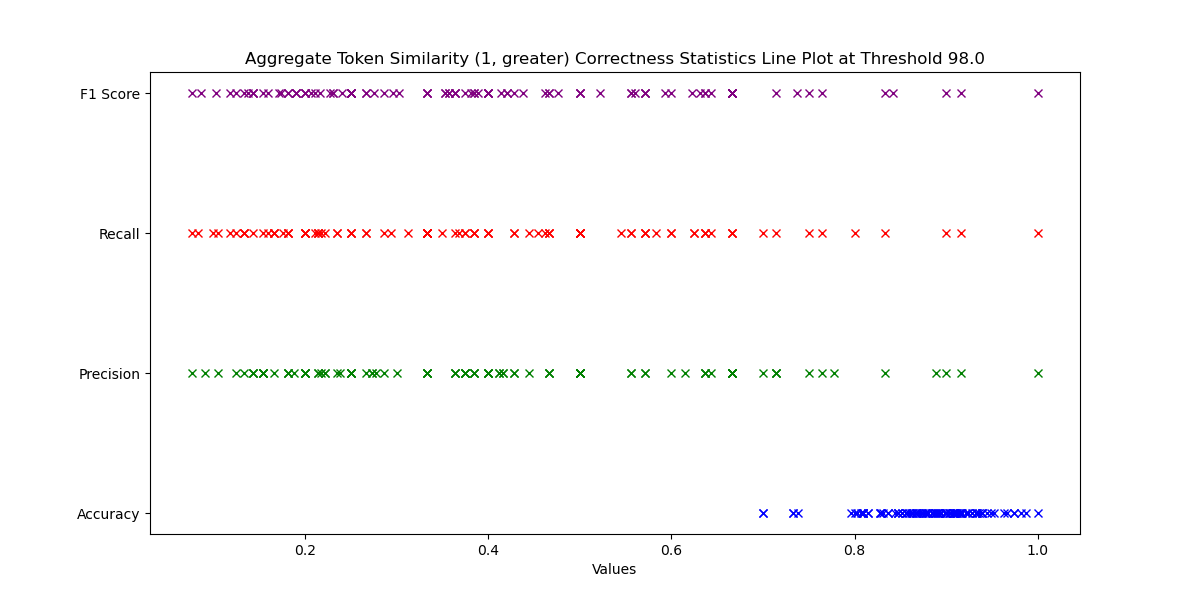 Aggregate Token Similarity (1, greater) Correctness Statistics Line Plot at Threshold 98.0
F1 Score
Recall
Precision
Accuracy
0.2 0.4 0.6 0.8 1.0
Values